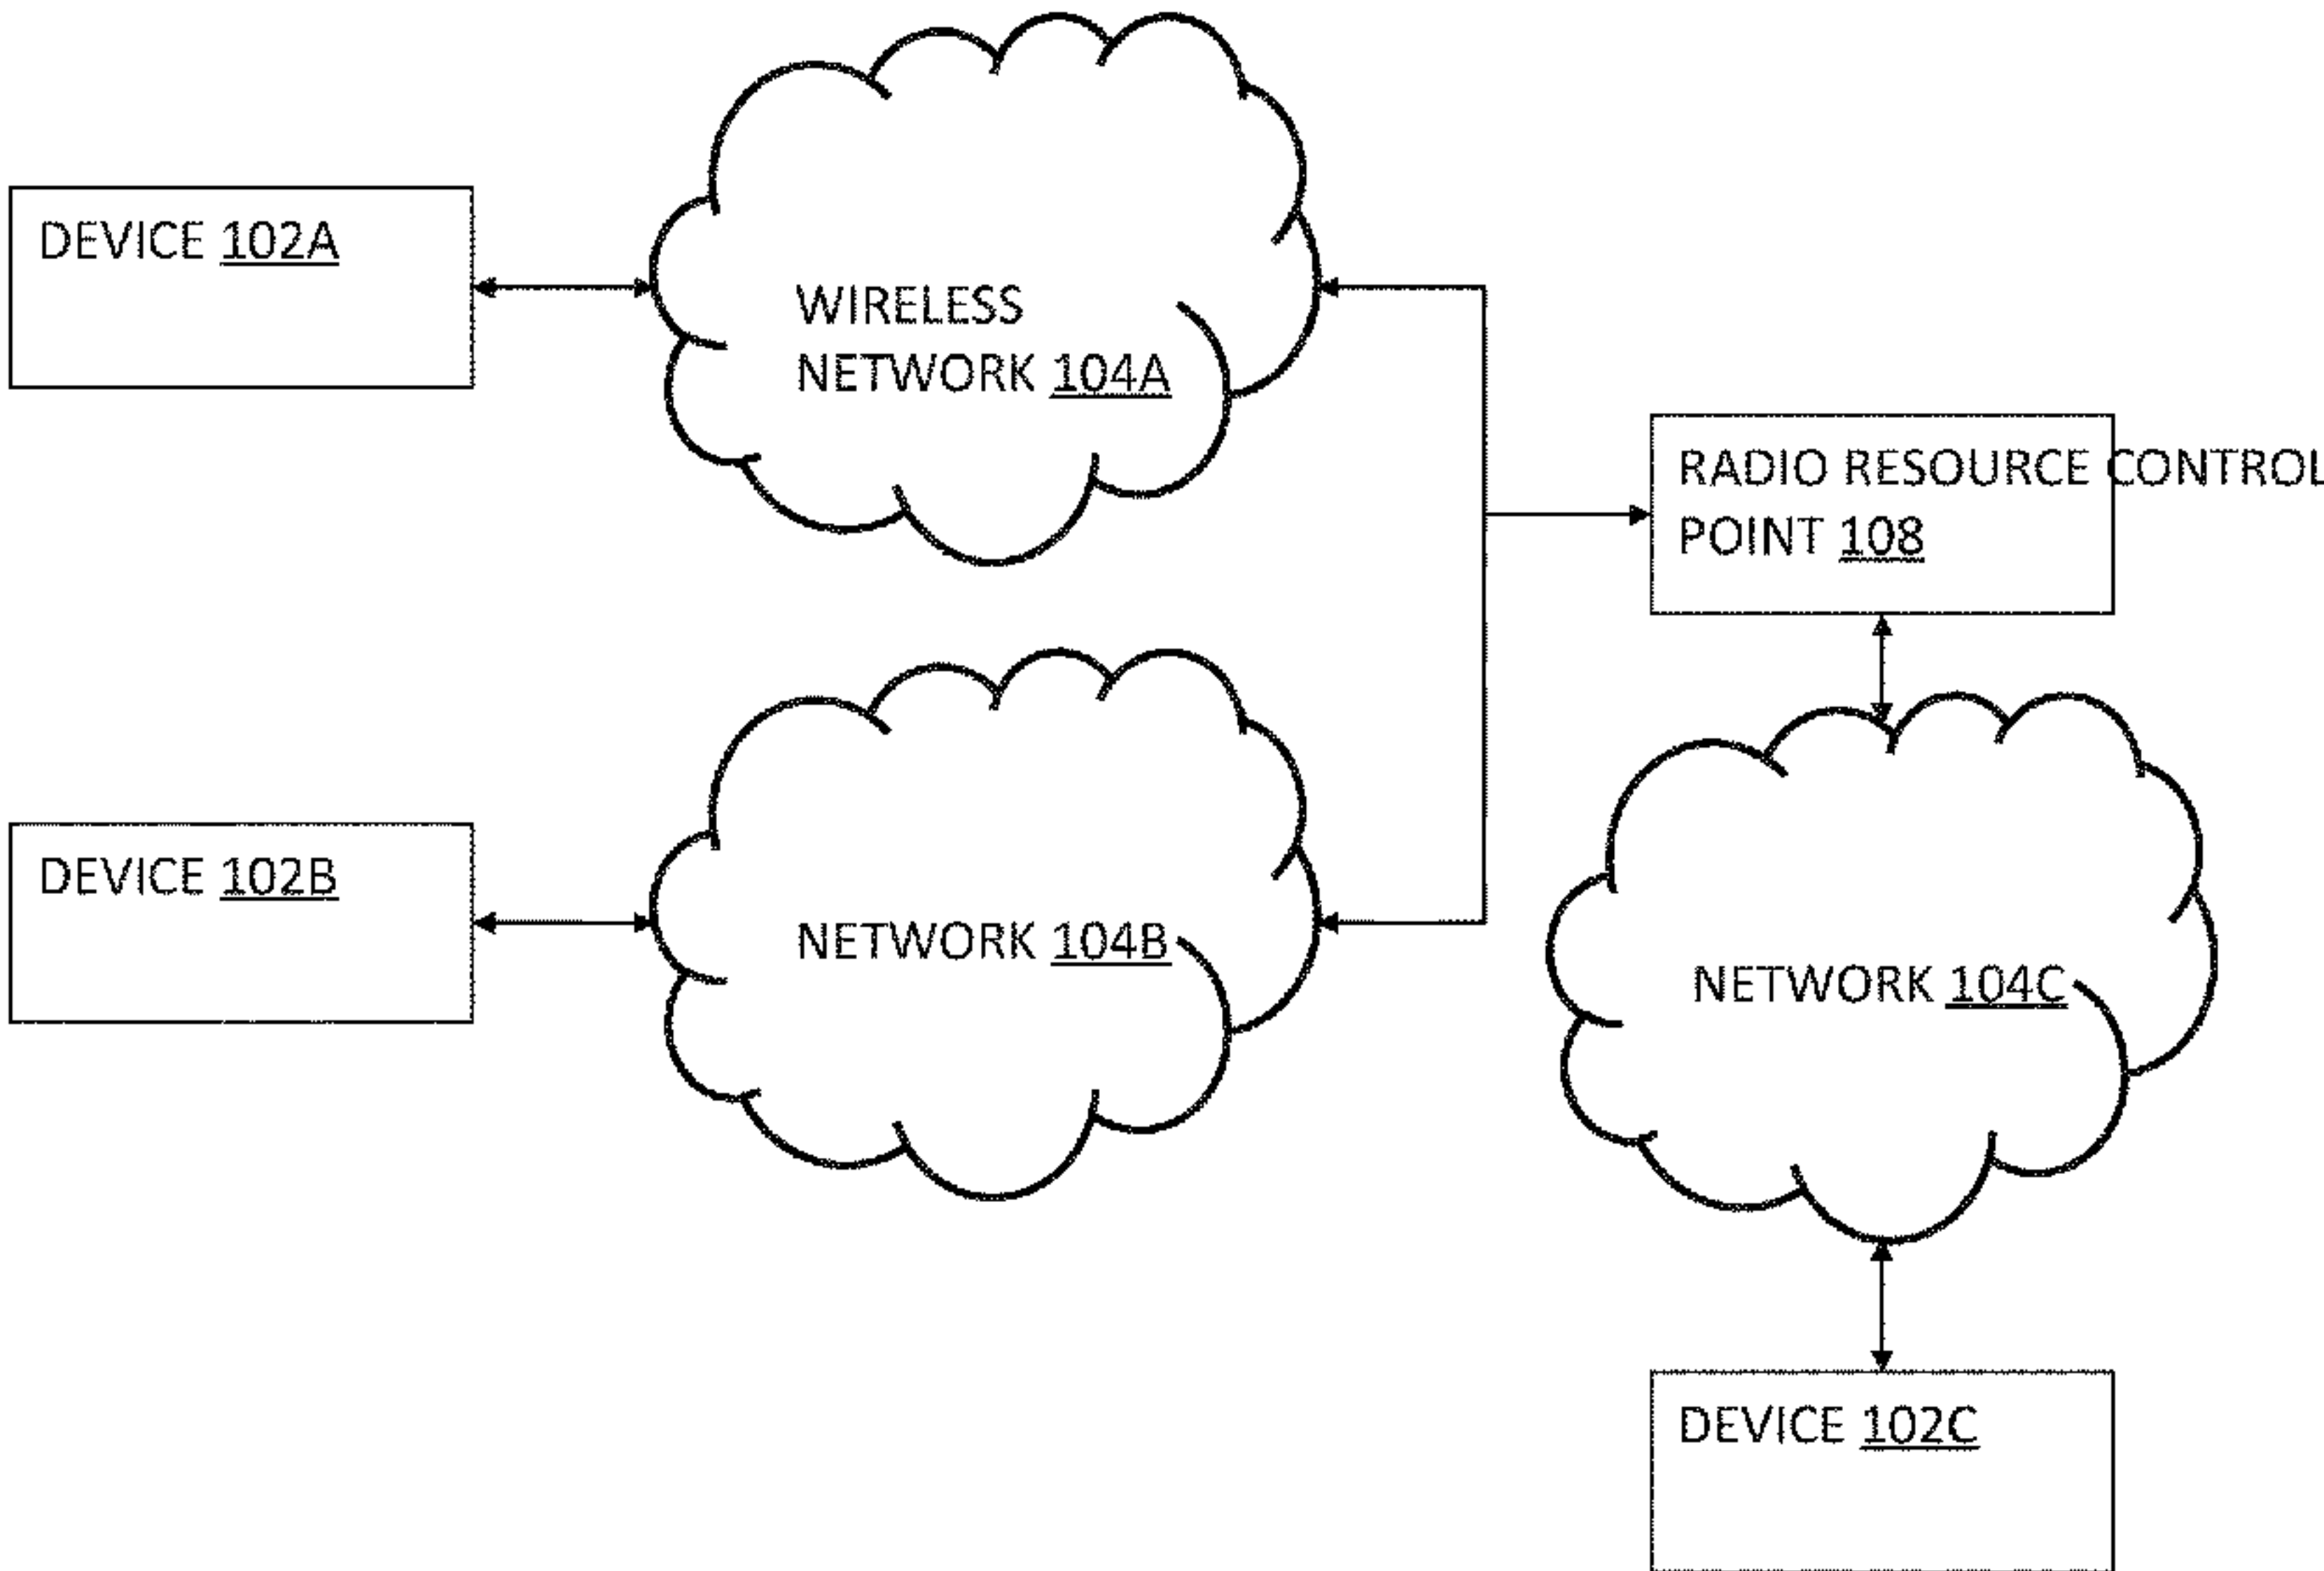 DEVICE 102A
WIRELESS
NETWORK 104A
RADIO RESOURCE CONTROL
POINT 108
DEVICE 102B
NETWORK 104B
NETWORK 104C
DEVICE 102C